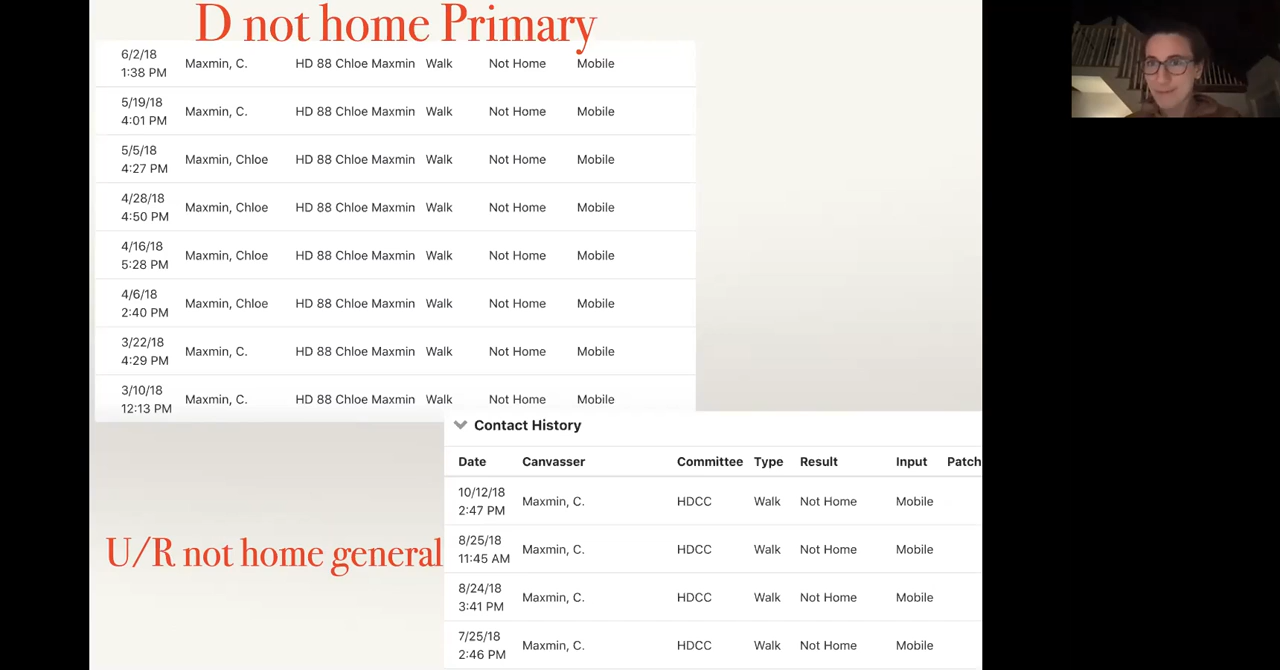 D not home Primary
6/2/18
1:38 PM
Maxmin, C. HD 88 Chloe Maxmin Walk Not Home Mobile
5/19/18
4:01 PM
Maxmin, C. HD 88 Chloe Maxmin Walk Not Home Mobile
5/5/18
4:27 PM
Maxmin, Chloe HD 88 Chloe Maxmin Walk Not Home Mobile
4/28/18
4:50 PM
Maxmin, Chloe HD 88 Chloe Maxmin Walk Not Home Mobile
4/16/18
5:28 PM
Maxmin, Chloe HD 88 Chloe Maxmin Walk Not Home Mobile
4/6/18
2:40 PM
Maxmin, Chloe HD 88 Chloe Maxmin Walk Not Home Mobile
3/22/18
4:29 PM
Maxmin, C. HD 88 Chloe Maxmin Walk Not Home Mobile
3/10/18
12:13 PM
Maxmin, C. HD 88 Chloe Maxmin Walk Not Home Mobile
U/R not home general
Contact History
Date Canvasser Committee Type Result Input Patch
10/12/18
2:47 PM
Maxmin, C. HDCC Walk Not Home Mobile
8/25/18
11:45 AM
Maxmin, C. HDCC Walk Not Home Mobile
8/24/18
3:41 PM
Maxmin, C. HDCC Walk Not Home Mobile
7/25/18
2:46 PM
Maxmin, C. HDCC Walk Not Home Mobile